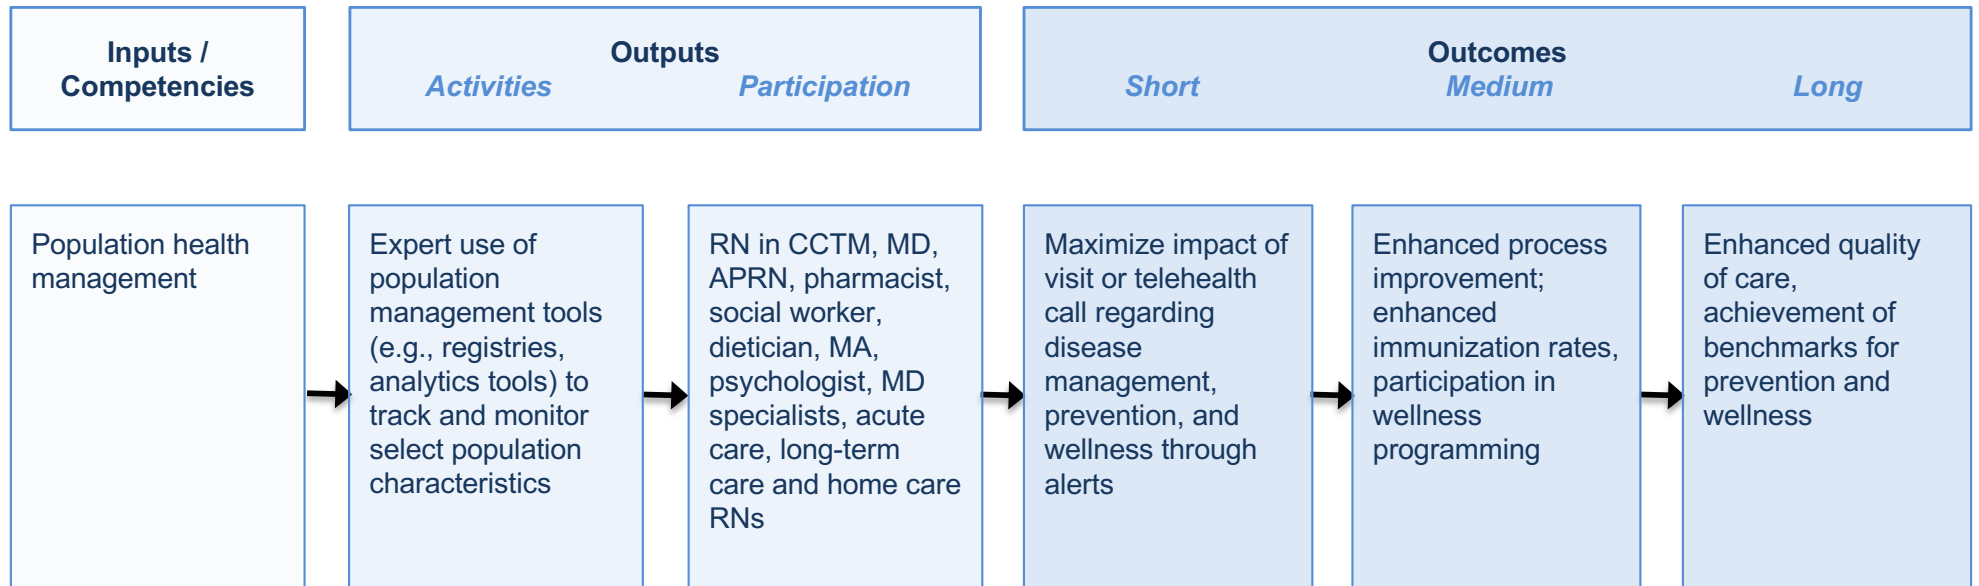 Inputs /
Competencies
Outputs
Activities Participation
Outcomes
Short Medium Long
Population health
management
Expert use of
population
management tools
(e.g., registries,
analytics tools) to
track and monitor
select population
characteristics
RN in CCTM, MD,
APRN, pharmacist,
social worker,
dietician, MA,
psychologist, MD
specialists, acute
care, long-term
care and home care
RNs
Maximize impact of
visit or telehealth
call regarding
disease
management,
prevention, and
wellness through
alerts
Enhanced process
improvement;
enhanced
immunization rates,
participation in
wellness
programming
Enhanced quality
of care,
achievement of
benchmarks for
prevention and
wellness